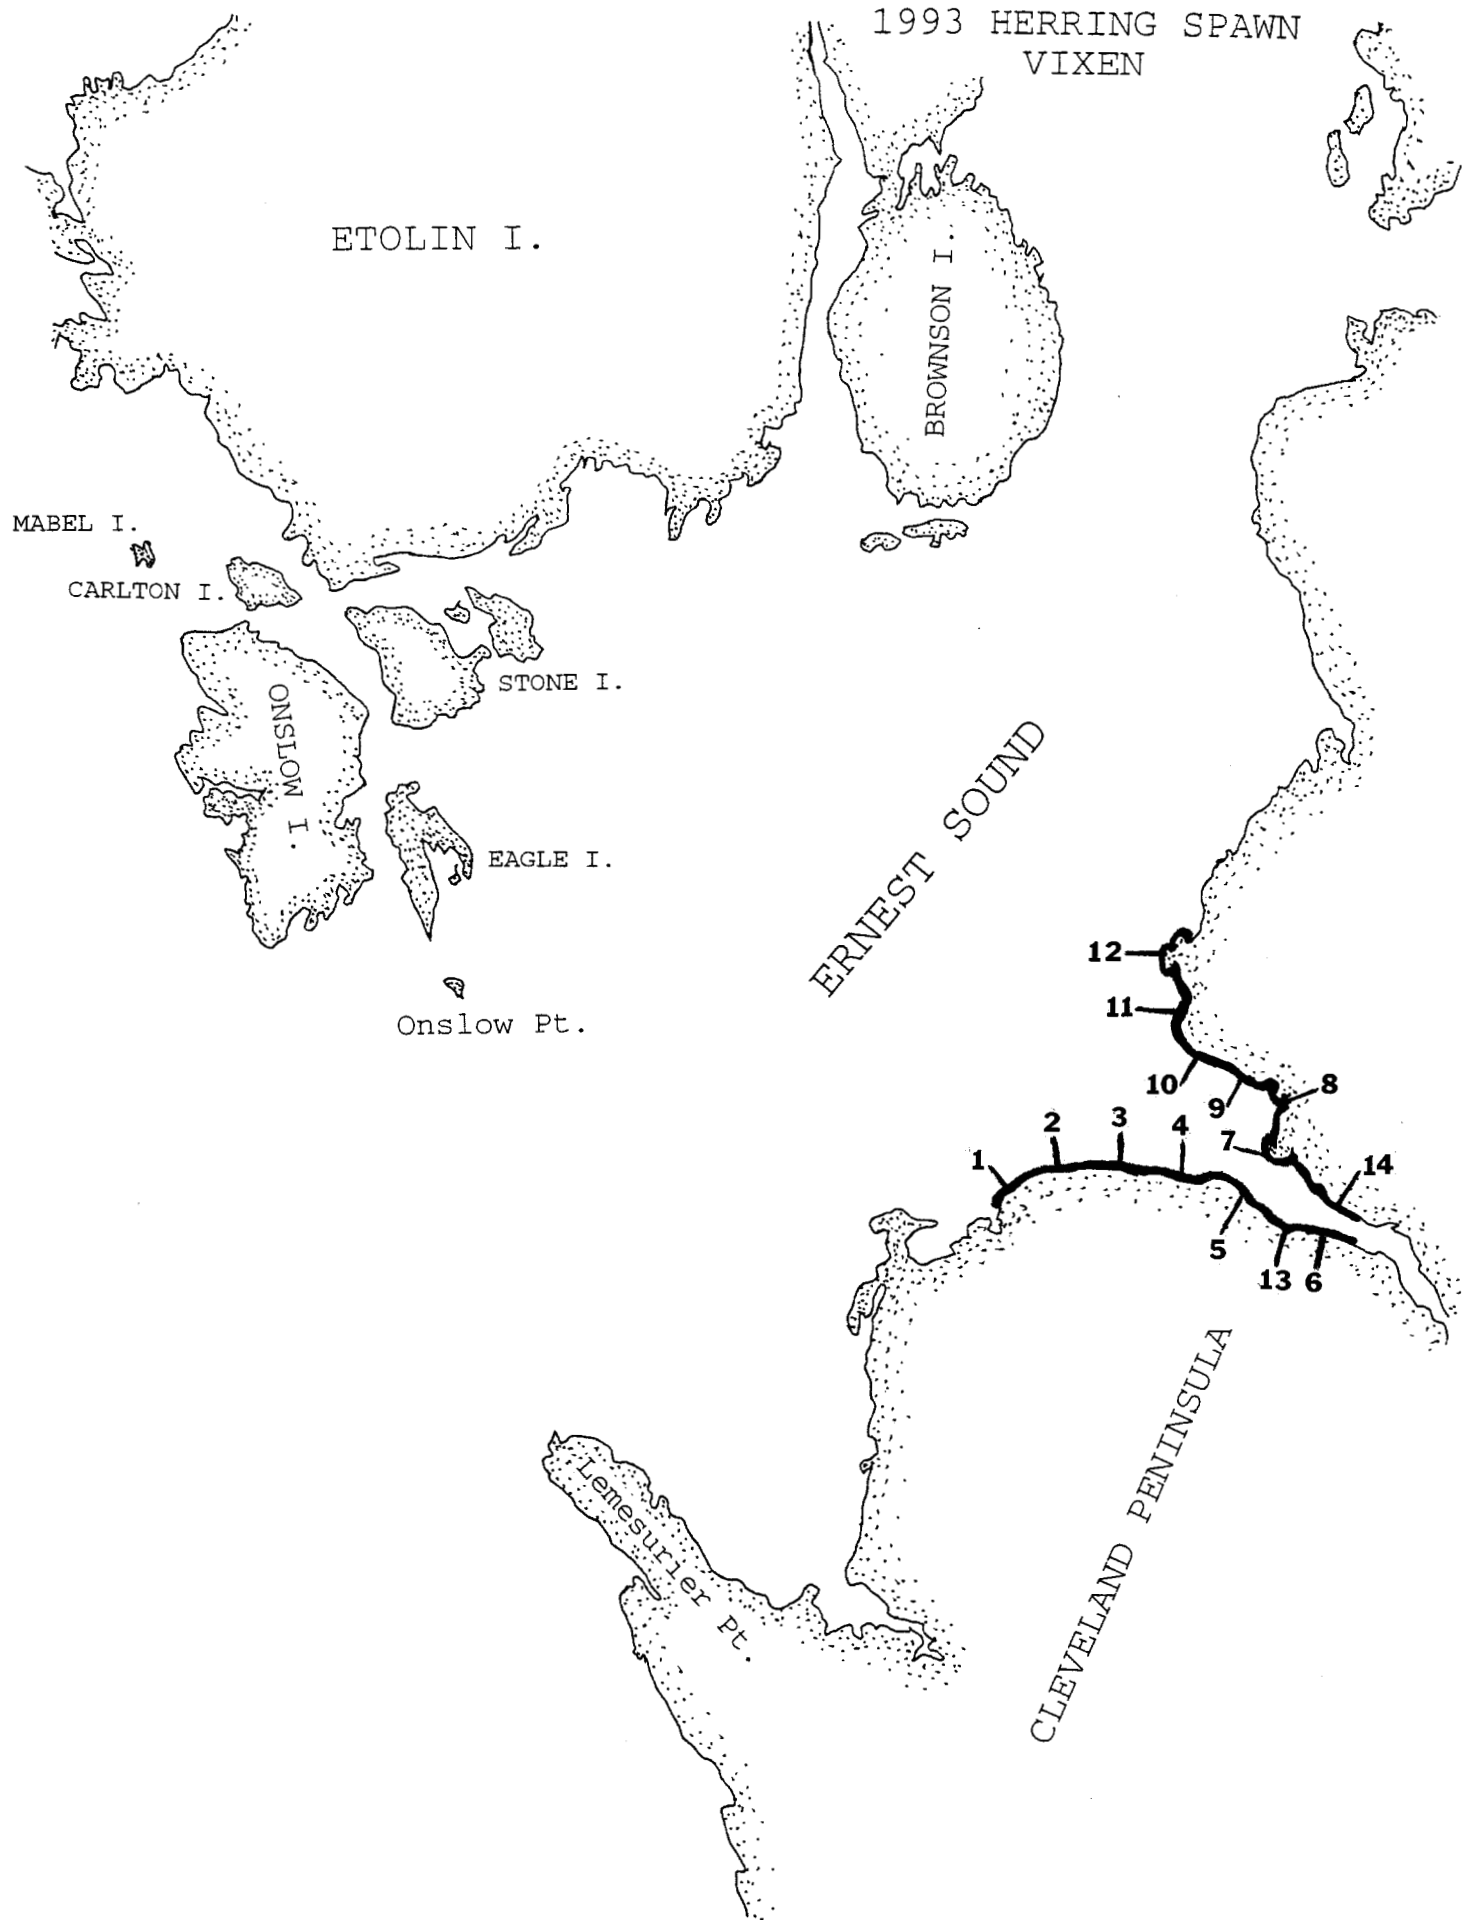 1993 HERRING SPAWN
VIXEN
ETOLIN I.
BROWNSON I.
MABEL I.
CARLTON I.
STONE I.
ONSLOW I.
EAGLE I.
ERNEST SOUND
Onslow Pt.
12
11
10
9
8
7
1
2
3
4
14
5
13
6
CLEVELAND PENINSULA
Lemesurier Pt.